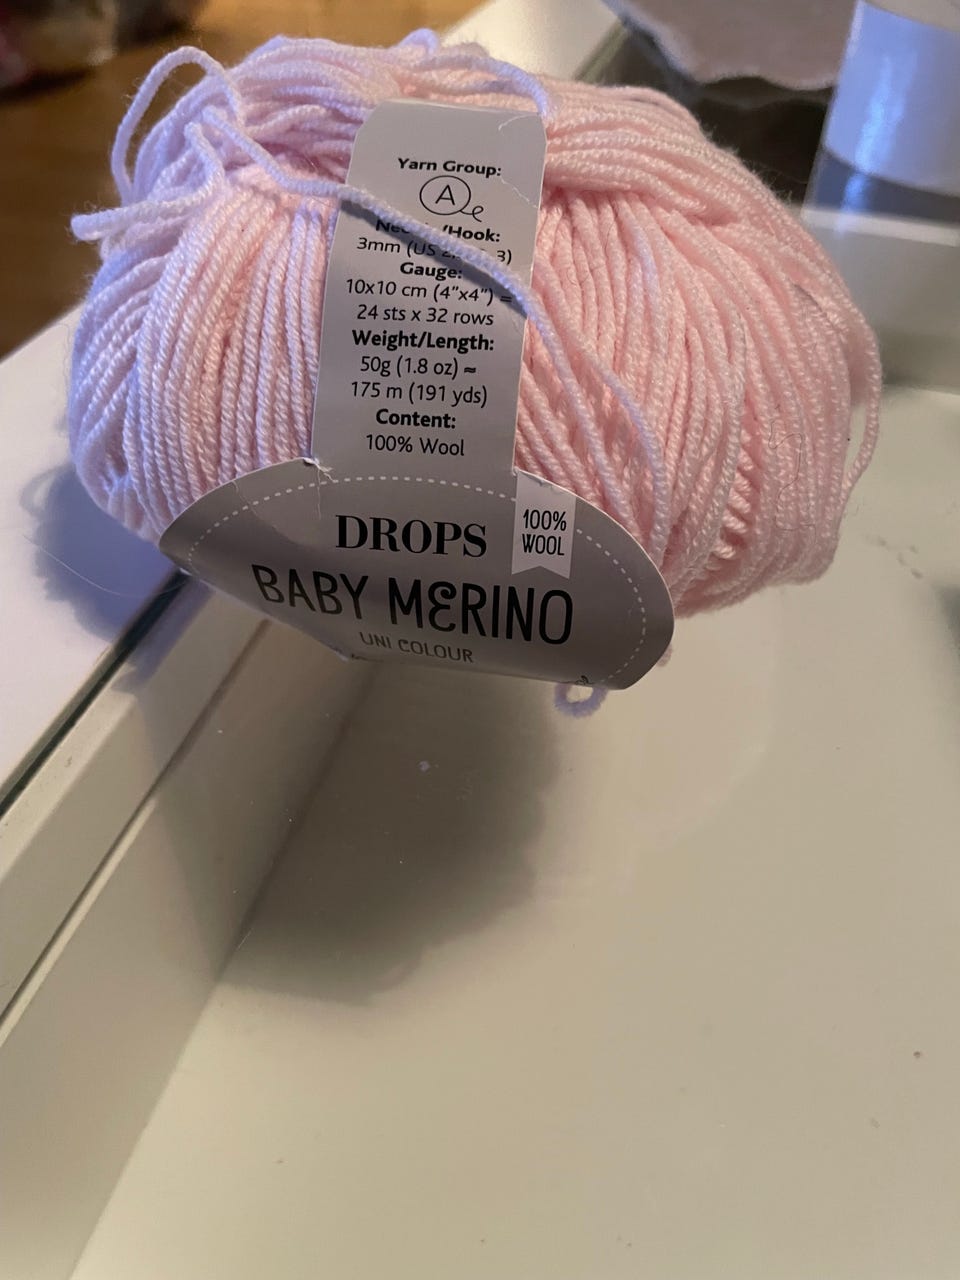 Yarn Group:
A
/Hook:
3mm (US 3)
Gauge:
10x10 cm (4"x4") =
24 sts x 32 rows
Weight/Length:
50g (1.8 oz) ≈
175 m (191 yds)
Content:
100% Wool
DROPS
100%
WOOL
BABY MERINO
UNI COLOUR